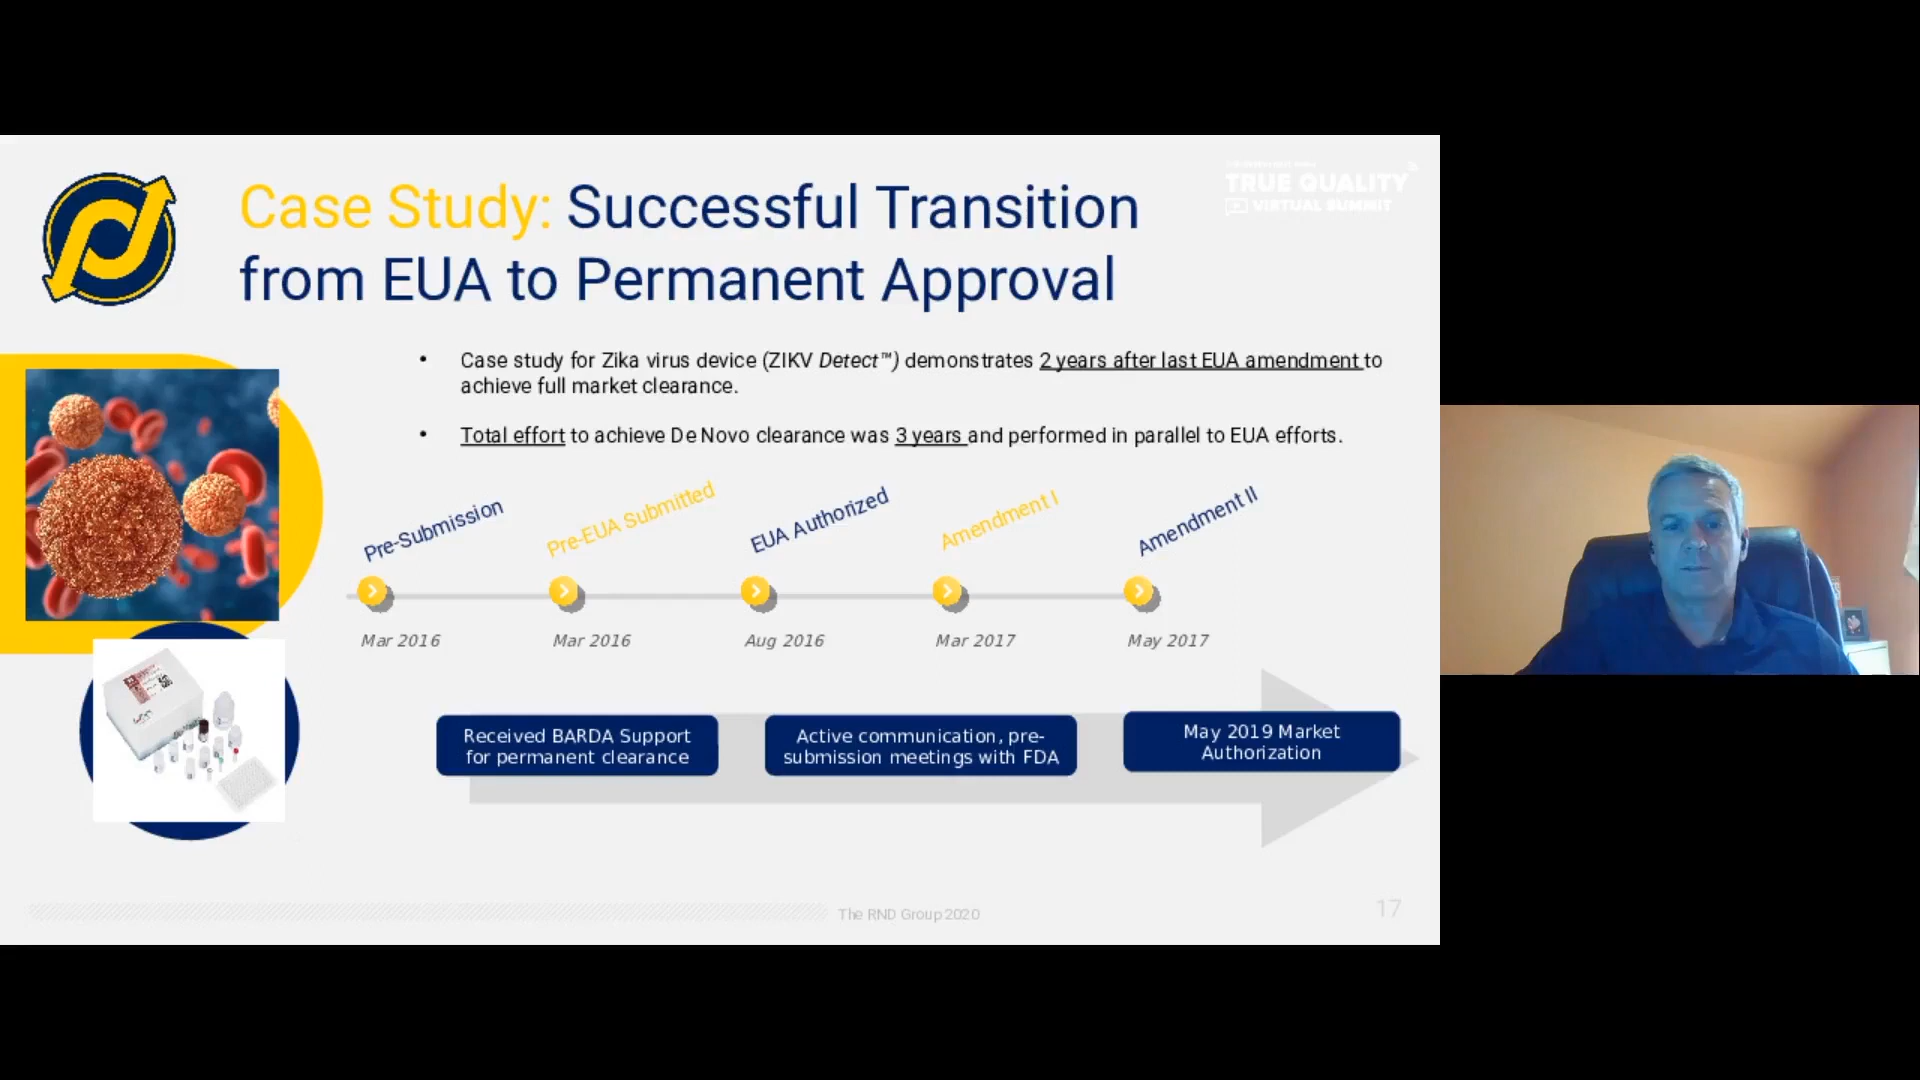 Case Study: Successful Transition
from EUA to Permanent Approval
TRUE QUALITY
VIRTUAL SUMMIT
• Case study for Zika virus device (ZIKV Detect™) demonstrates 2 years after last EUA amendment to
achieve full market clearance.
• Total effort to achieve De Novo clearance was 3 years and performed in parallel to EUA efforts.
Pre-Submission
Pre-EUA Submitted
EUA Authorized
Amendment I
Amendment II
Mar 2016
Mar 2016
Aug 2016
Mar 2017
May 2017
Received BARDA Support
for permanent clearance
Active communication, pre-
submission meetings with FDA
May 2019 Market
Authorization
The RND Group 2020
17